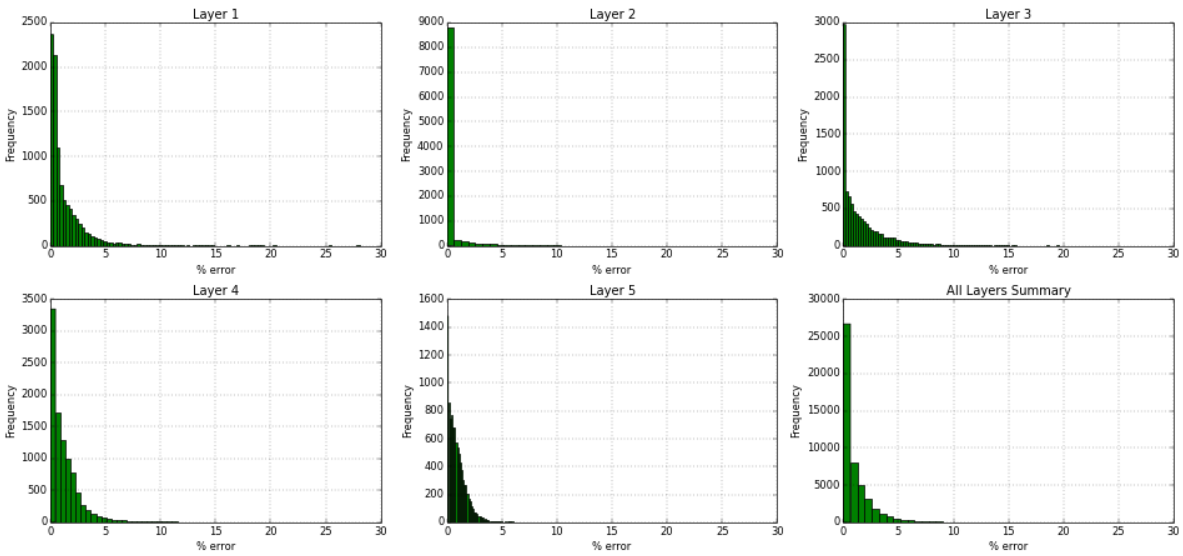 Layer 1
2500
2000
1500
1000
500
0
Frequency
0 5 10 15 20 25 30
% error
Layer 2
9000
8000
7000
6000
5000
4000
3000
2000
1000
0
Frequency
0 5 10 15 20 25 30
% error
Layer 3
3000
2500
2000
1500
1000
500
0
Frequency
0 5 10 15 20 25 30
% error
Layer 4
3500
3000
2500
2000
1500
1000
500
0
Frequency
0 5 10 15 20 25 30
% error
Layer 5
1600
1400
1200
1000
800
600
400
200
0
Frequency
0 5 10 15 20 25 30
% error
All Layers Summary
30000
25000
20000
15000
10000
5000
0
Frequency
0 5 10 15 20 25 30
% error